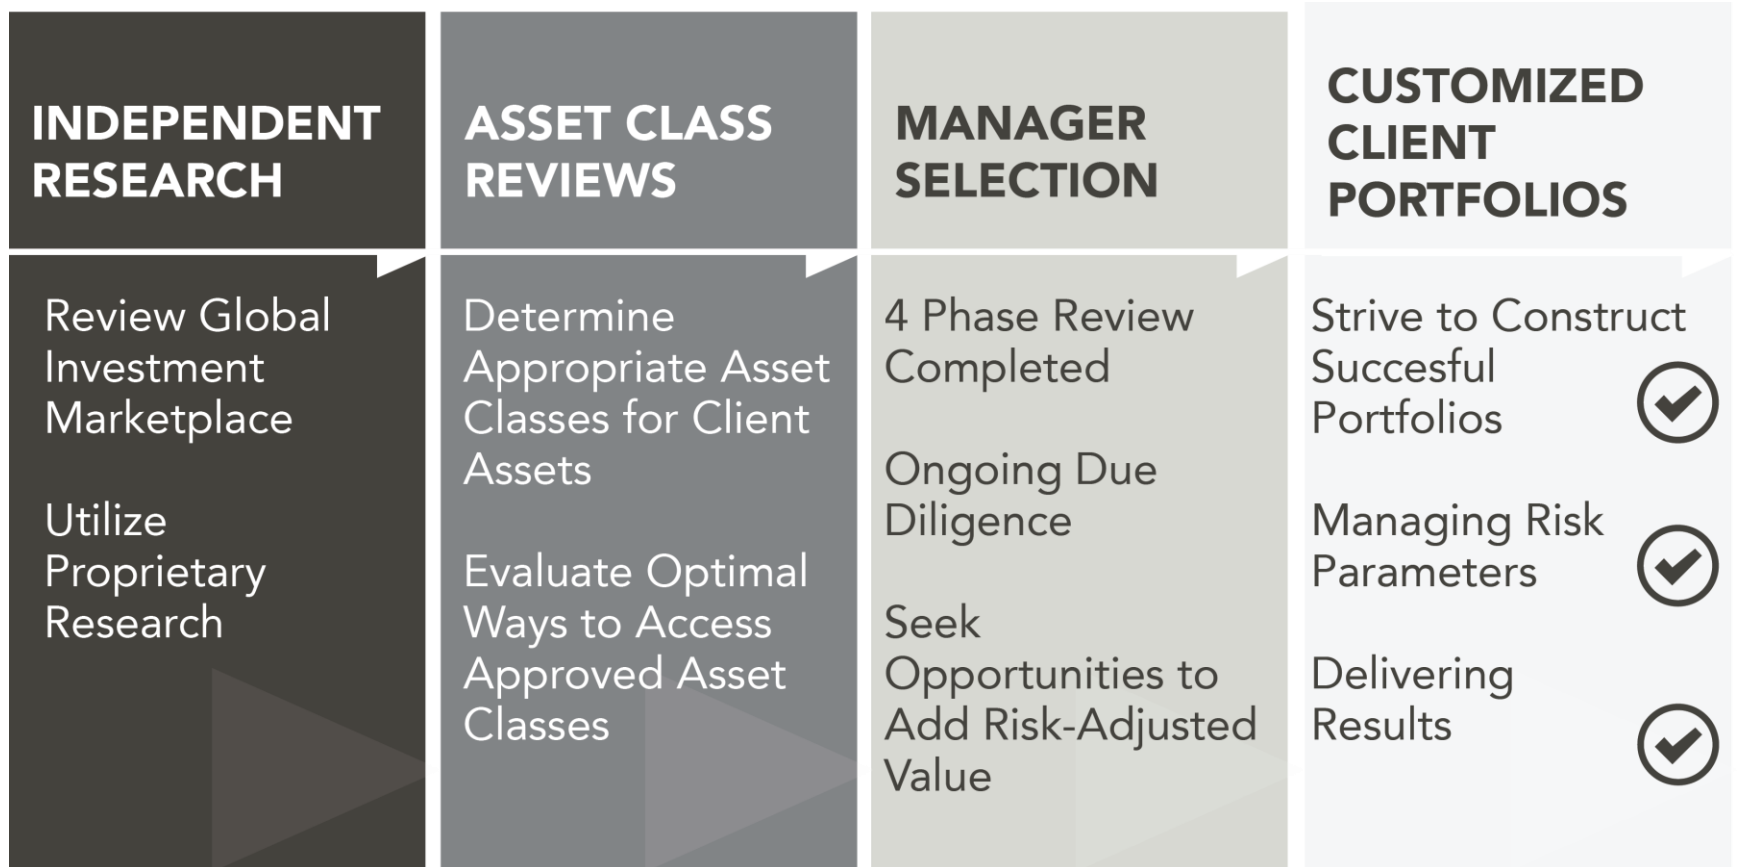 INDEPENDENT
RESEARCH
Review Global
Investment
Marketplace
Utilize
Proprietary
Research
ASSET CLASS
REVIEWS
Determine
Appropriate Asset
Classes for Client
Assets
Evaluate Optimal
Ways to Access
Approved Asset
Classes
MANAGER
SELECTION
4 Phase Review
Completed
Ongoing Due
Diligence
Seek
Opportunities to
Add Risk-Adjusted
Value
CUSTOMIZED
CLIENT
PORTFOLIOS
Strive to Construct
Succesful
Portfolios
Managing Risk
Parameters
Delivering
Results